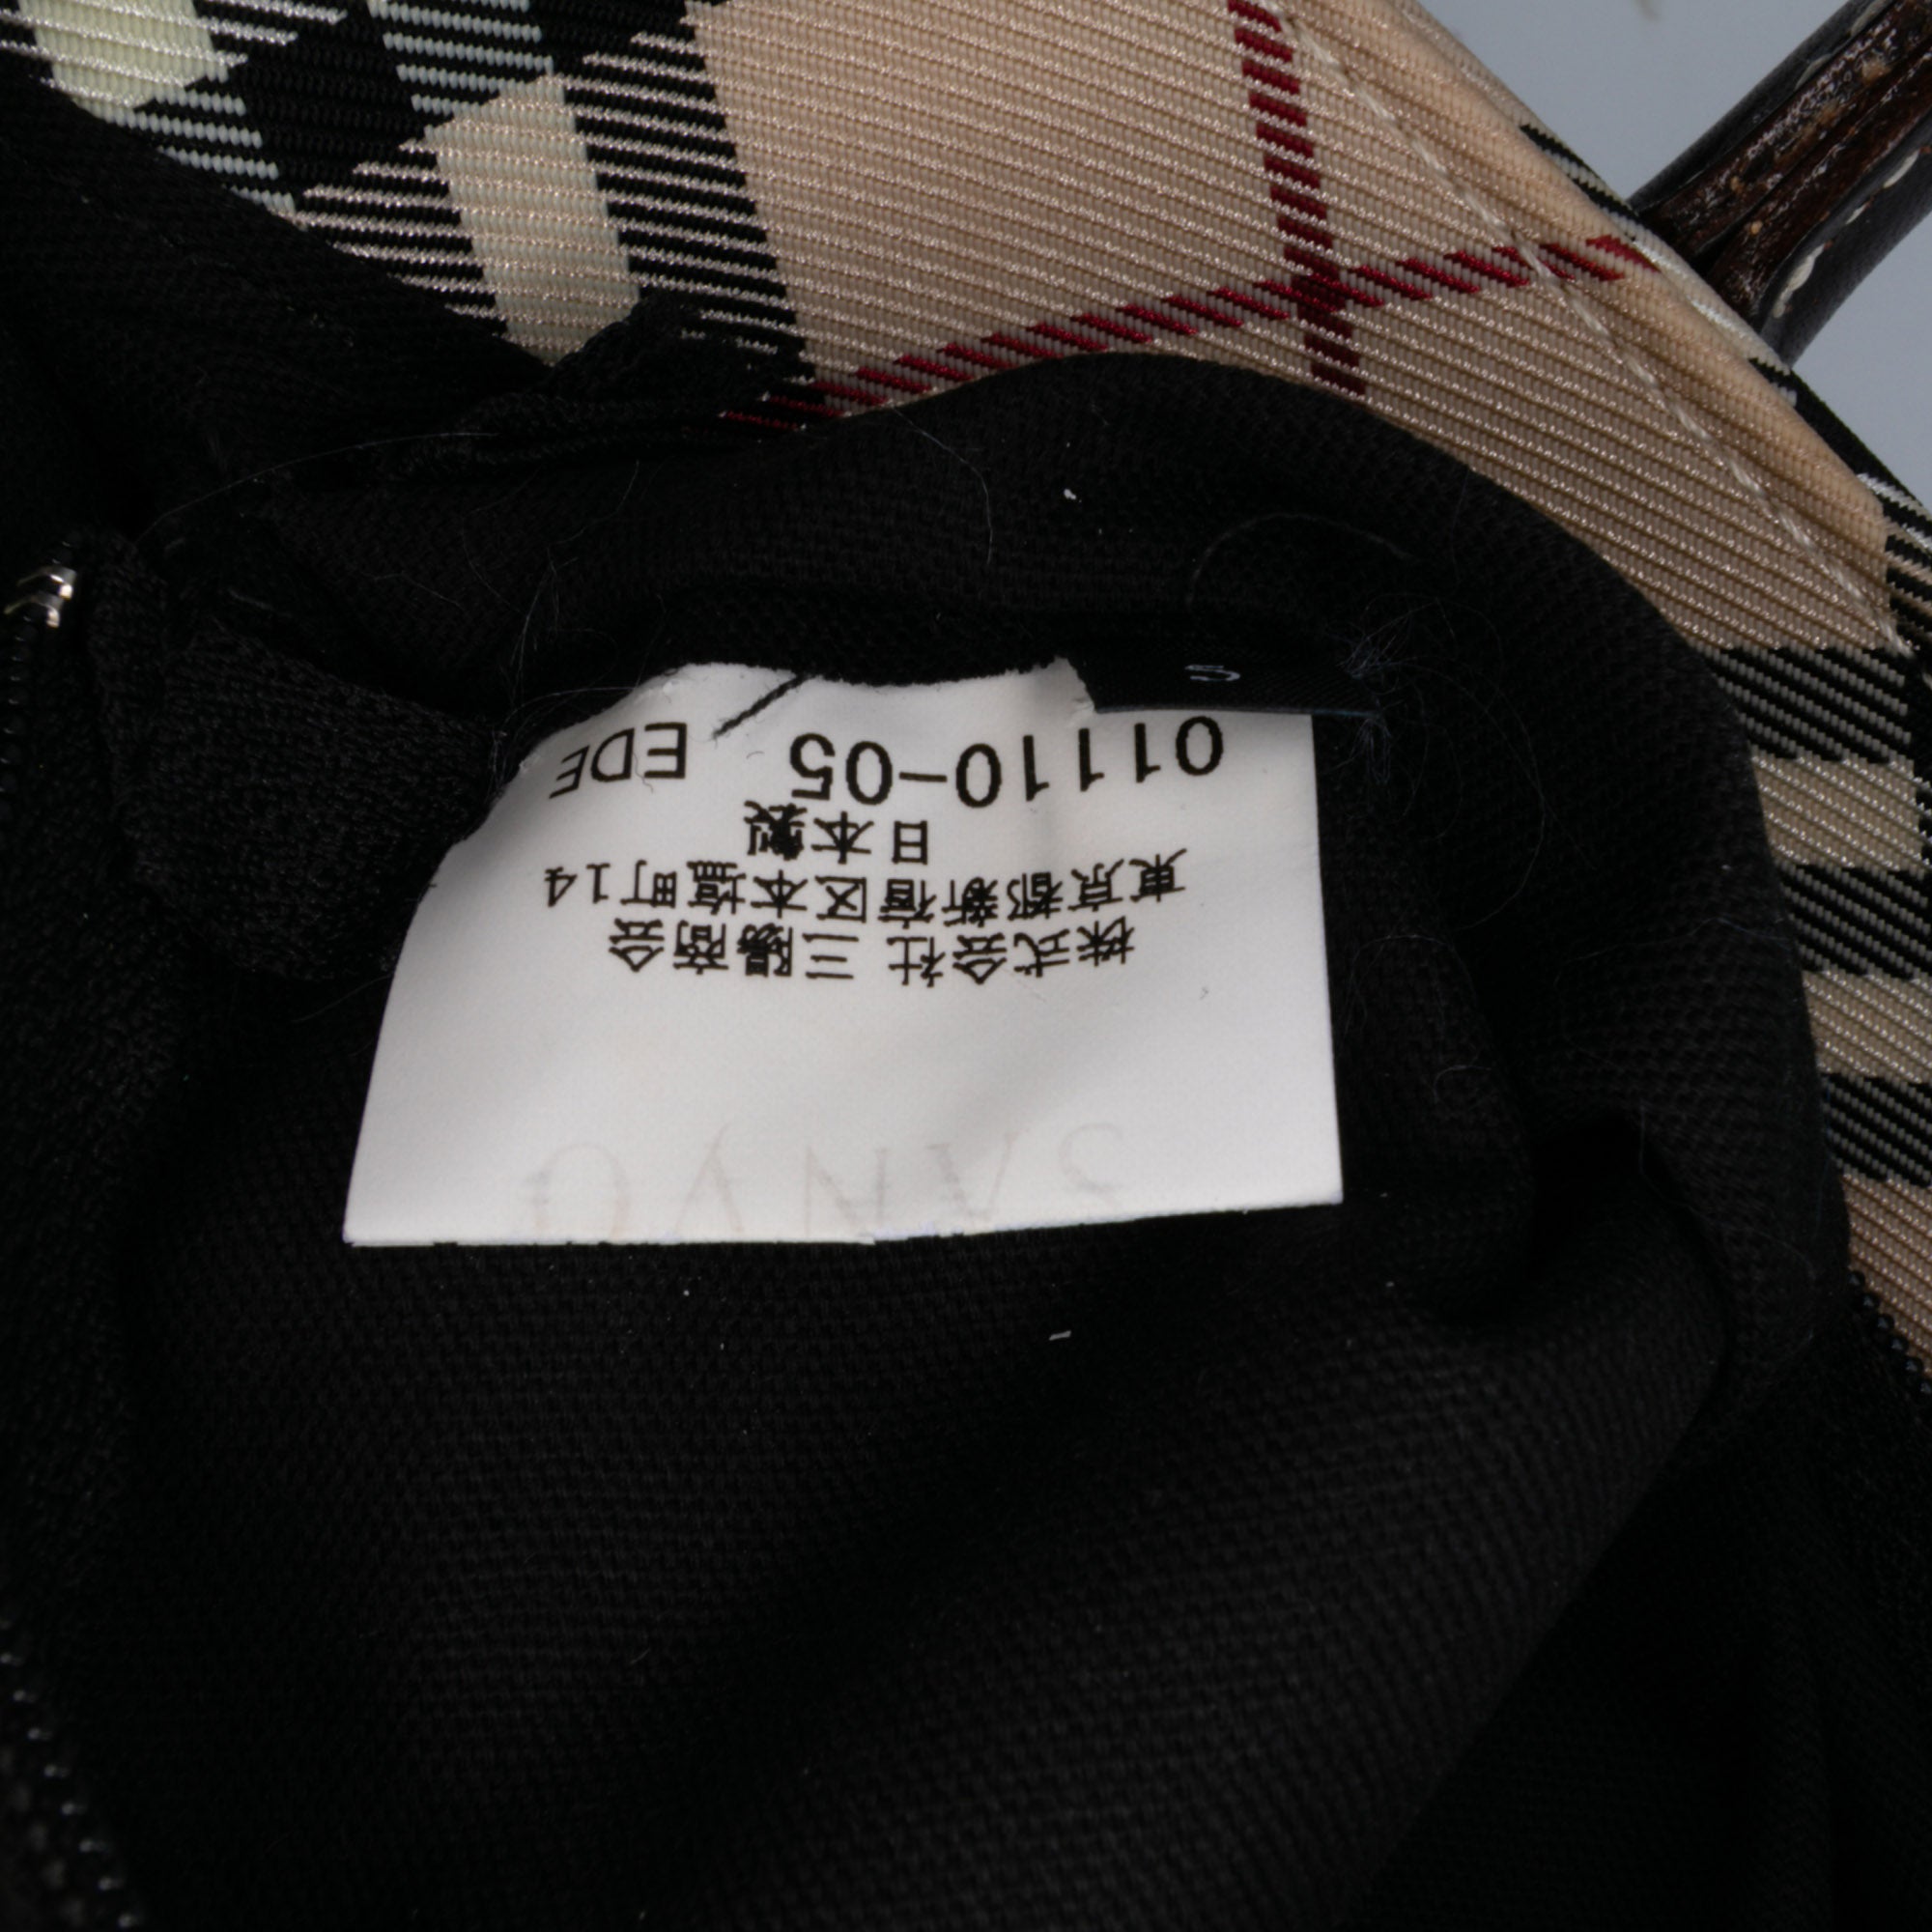 SANYO
株式会社 三陽商会
東京都新宿区本塩町14
日本製
01110-05 EDE
S